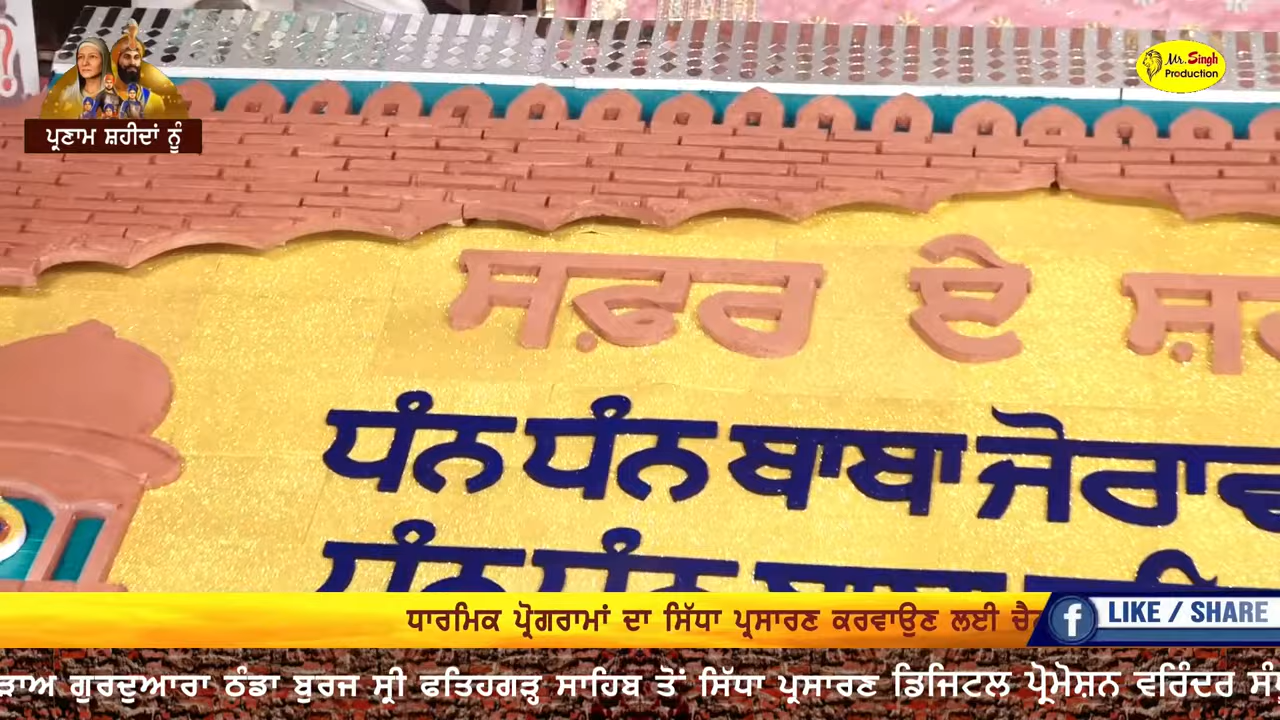 Mr. Singh
Production
ਪ੍ਰਣਾਮ ਸ਼ਹੀਦਾਂ ਨੂੰ
ਸਫ਼ਰ ਏ
ਧੰਨ ਧੰਨ ਬਾਬਾ ਜੋਰਾਵ
ਧੰਨ ਧੰਨ ਬਾਬਾ
ਧਾਰਮਿਕ ਪ੍ਰੋਗਰਾਮਾਂ ਦਾ ਸਿੱਧਾ ਪ੍ਰਸਾਰਣ ਕਰਵਾਉਣ ਲਈ
LIKE / SHARE
ੜਾਅ ਗੁਰਦੁਆਰਾ ਠੰਡਾ ਬੁਰਜ ਸ੍ਰੀ ਫਤਿਹਗੜ੍ਹ ਸਾਹਿਬ ਤੋਂ ਸਿੱਧਾ ਪ੍ਰਸਾਰਣ ਡਿਜਿਟਲ ਪ੍ਰੋਮੋਸ਼ਨ ਵਰਿੰਦਰ